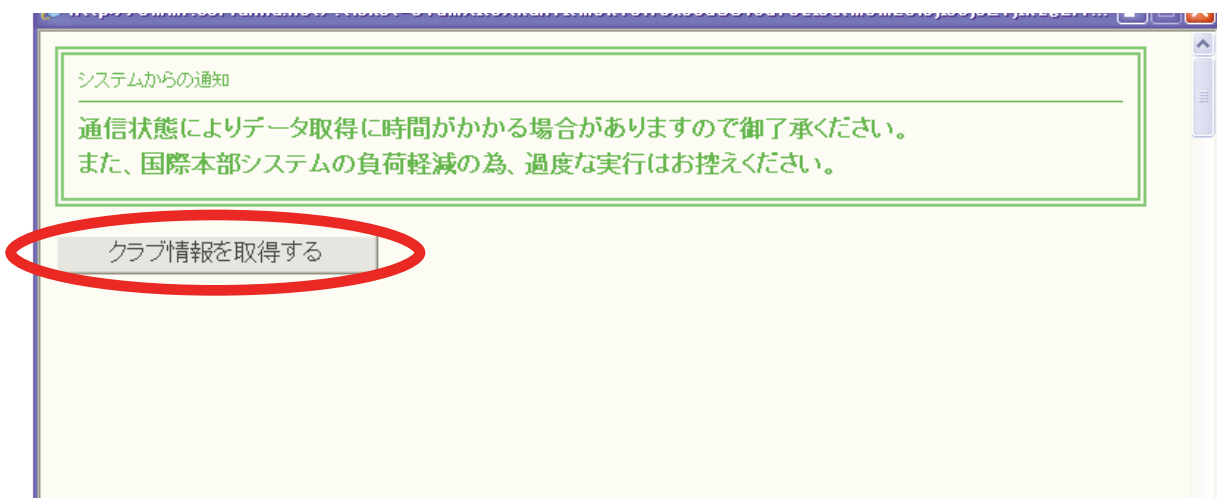 システムからの通知
通信状態によりデータ取得に時間がかかる場合がありますので御了承ください。
また、国際本部システムの負荷軽減の為、過度な実行はお控えください。
クラブ情報を取得する